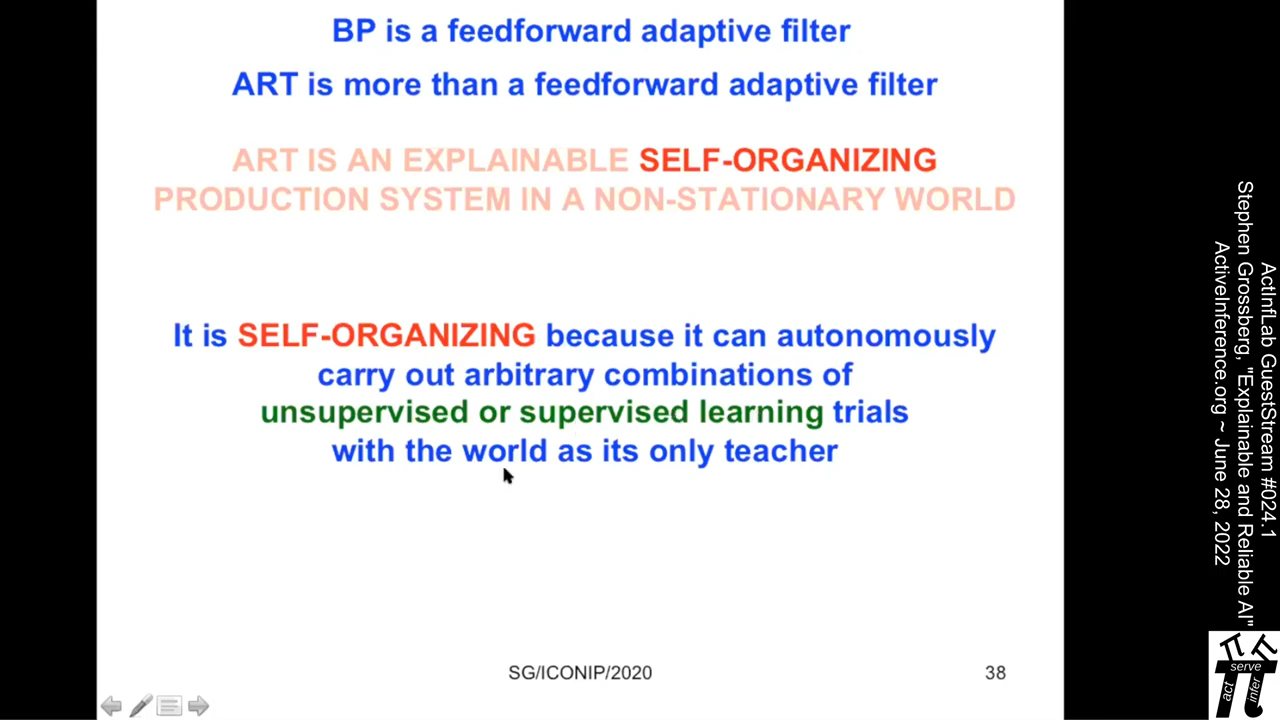 BP is a feedforward adaptive filter
ART is more than a feedforward adaptive filter
ART IS AN EXPLAINABLE SELF-ORGANIZING
PRODUCTION SYSTEM IN A NON-STATIONARY WORLD
It is SELF-ORGANIZING because it can autonomously
carry out arbitrary combinations of
unsupervised or supervised learning trials
with the world as its only teacher
SG/ICONIP/2020
38
ActInfLab GuestStream #024.1
Stephen Grossberg, "Explainable and Reliable AI"
ActiveInference.org ~ June 28, 2022
serve
act
infer